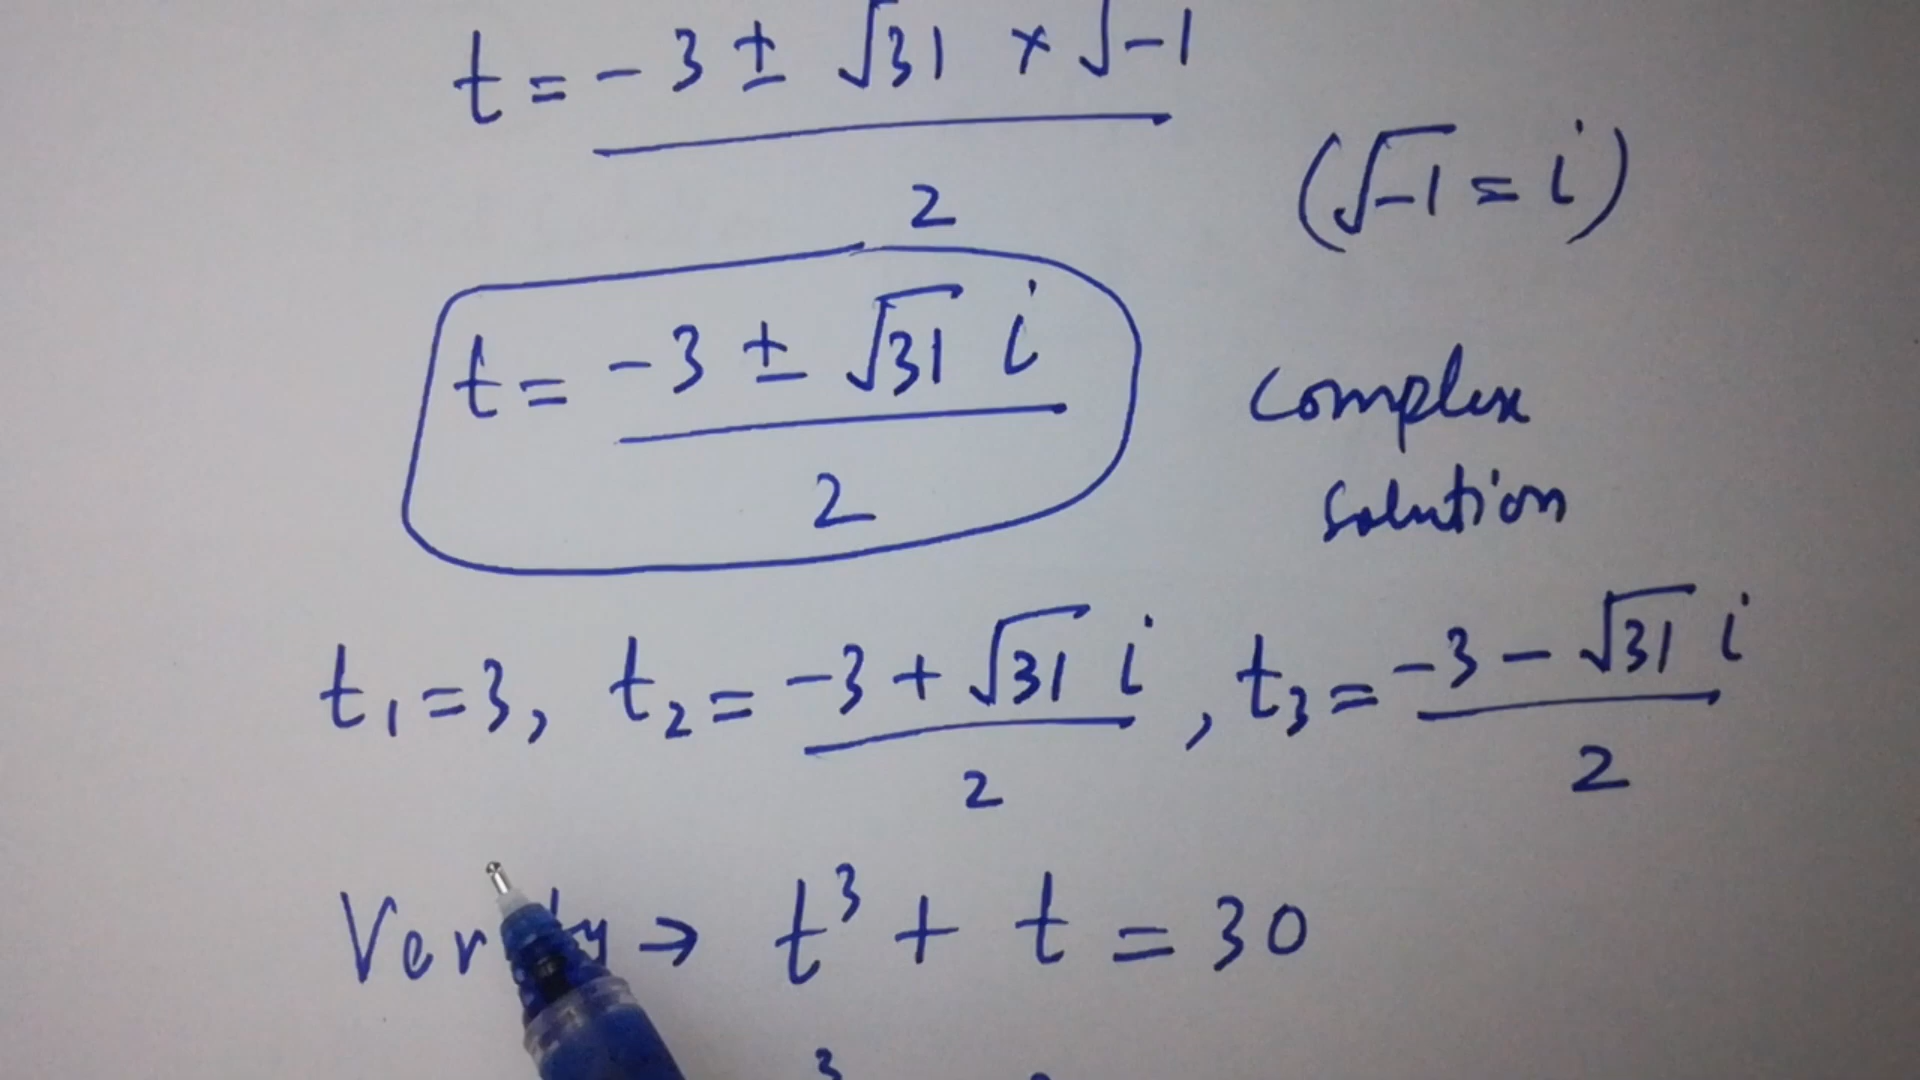 t = -3 ± √31 × √-1
2
(√-1 = i)
t = -3 ± √31 i
2
complex
solution
t₁ = 3, t₂ = -3 + √31 i , t₃ = -3 - √31 i
2 2
→ t³ + t = 30